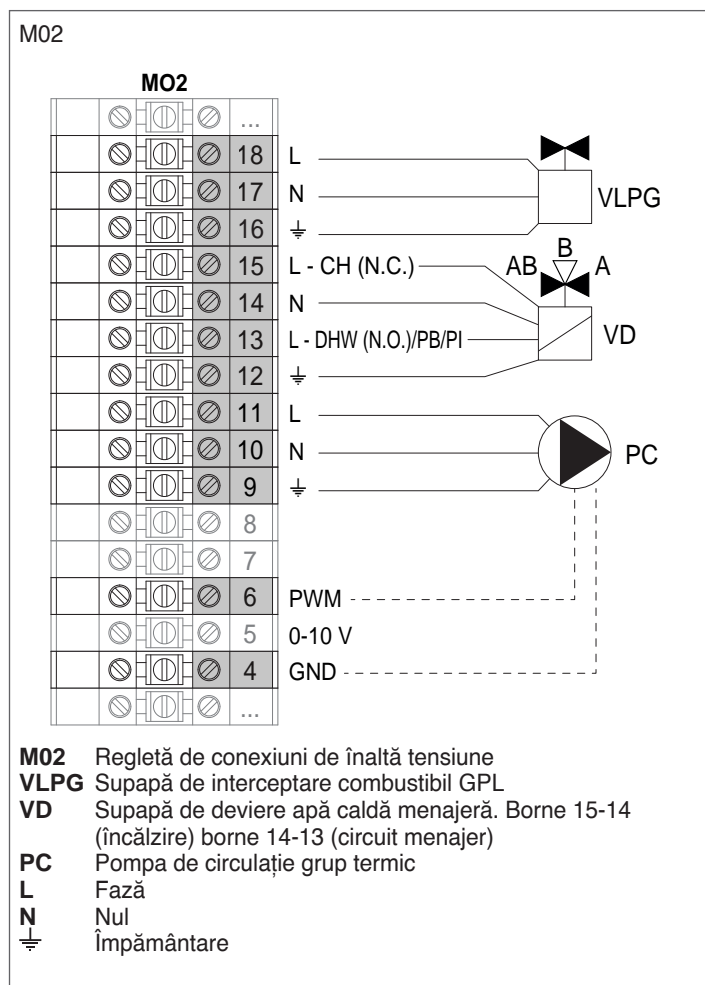 M02
MO2
...
18 L
17 N
VLPG
16 ⏚
15 L - CH (N.C.)
AB B A
14 N
13 L - DHW (N.O.)/PB/PI
VD
12 ⏚
11 L
10 N
PC
9 ⏚
8
7
6 PWM
5 0-10 V
4 GND
...
M02 Regletă de conexiuni de înaltă tensiune
VLPG Supapă de interceptare combustibil GPL
VD Supapă de deviere apă caldă menajeră. Borne 15-14
(încălzire) borne 14-13 (circuit menajer)
PC Pompa de circulație grup termic
L Fază
N Nul
⏚ Împământare